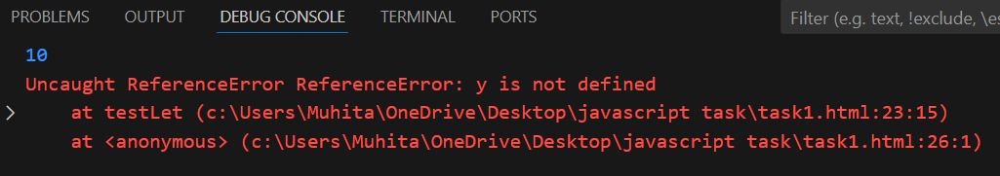 PROBLEMS OUTPUT DEBUG CONSOLE TERMINAL PORTS Filter (e.g. text, !exclude, \es
10
Uncaught ReferenceError ReferenceError: y is not defined
at testLet (c:\Users\Muhita\OneDrive\Desktop\javascript task\task1.html:23:15)
at <anonymous> (c:\Users\Muhita\OneDrive\Desktop\javascript task\task1.html:26:1)